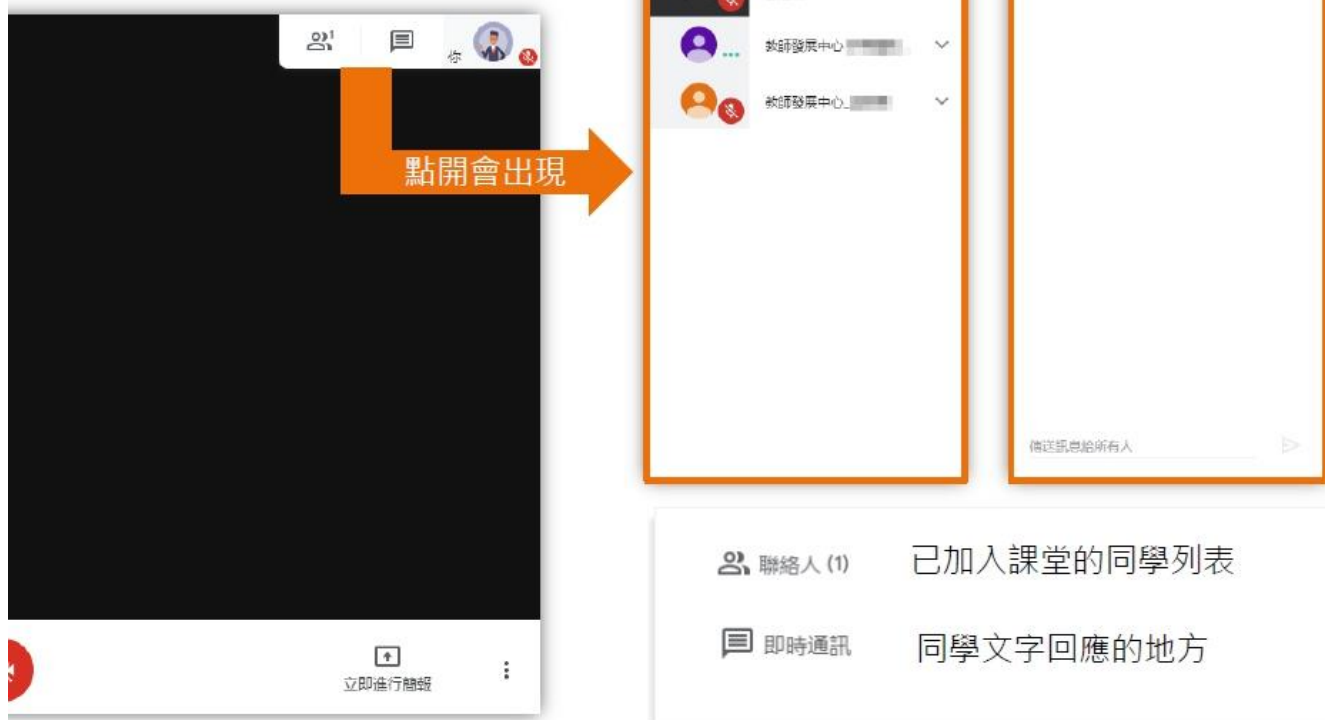 1
你
點開會出現
立即進行簡報
教師發展中心
教師發展中心_
傳送訊息給所有人
聯絡人 (1) 已加入課堂的同學列表
即時通訊 同學文字回應的地方